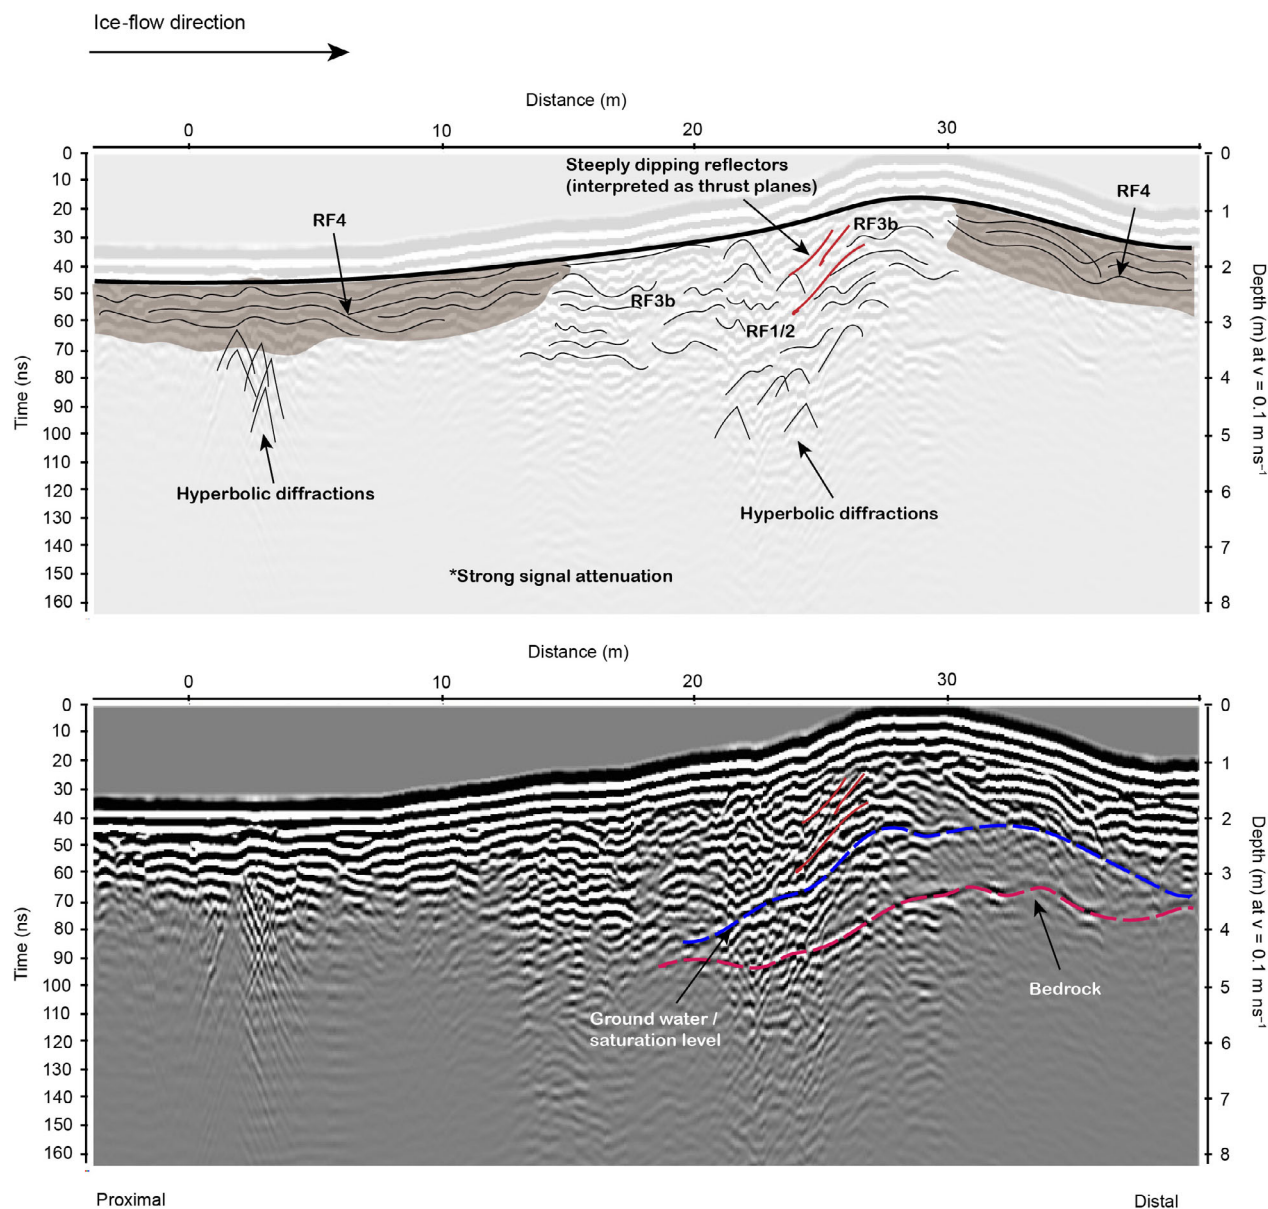 Ice-flow direction
Distance (m)
0 10 20 30
Steeply dipping reflectors
(interpreted as thrust planes)
RF4
RF4
RF3b
RF3b
RF1/2
Hyperbolic diffractions
Hyperbolic diffractions
*Strong signal attenuation
Time (ns)
0
10
20
30
40
50
60
70
80
90
100
110
120
130
140
150
160
Depth (m) at v = 0.1 m ns⁻¹
0
1
2
3
4
5
6
7
8
Distance (m)
0 10 20 30
Time (ns)
0
10
20
30
40
50
60
70
80
90
100
110
120
130
140
150
160
Depth (m) at v = 0.1 m ns⁻¹
0
1
2
3
4
5
6
7
8
Ground water /
saturation level
Bedrock
Proximal
Distal